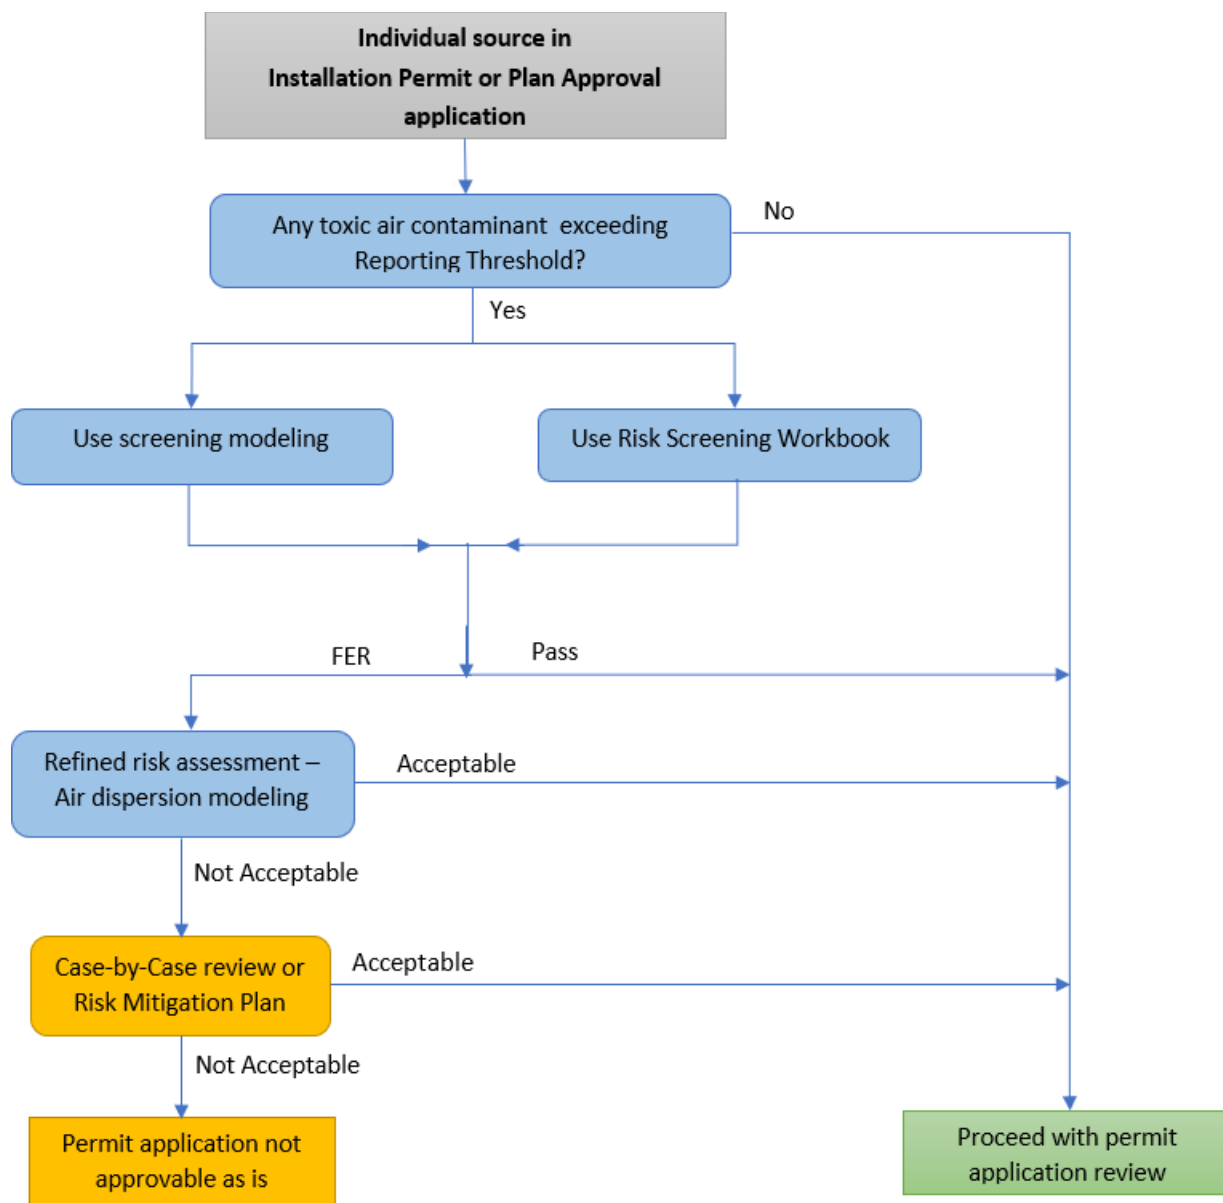 Individual source in
Installation Permit or Plan Approval
application
Any toxic air contaminant exceeding
Reporting Threshold?
No
Yes
Use screening modeling
Use Risk Screening Workbook
FER
Pass
Refined risk assessment –
Air dispersion modeling
Acceptable
Not Acceptable
Case-by-Case review or
Risk Mitigation Plan
Acceptable
Not Acceptable
Permit application not
approvable as is
Proceed with permit
application review